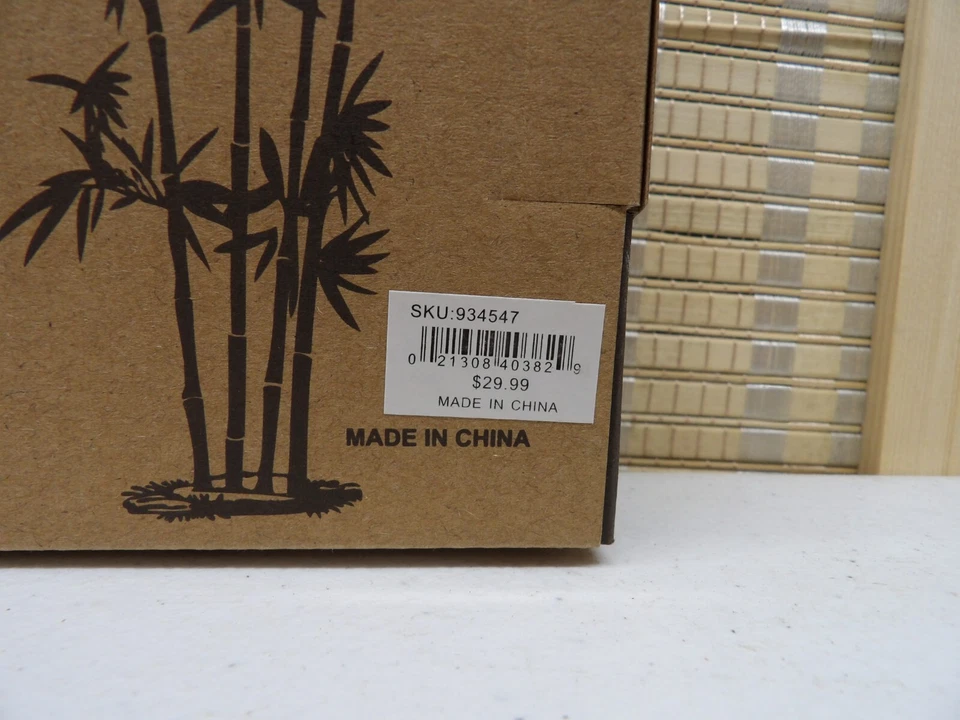 SKU:934547
0 21308 40382 9
$29.99
MADE IN CHINA
MADE IN CHINA